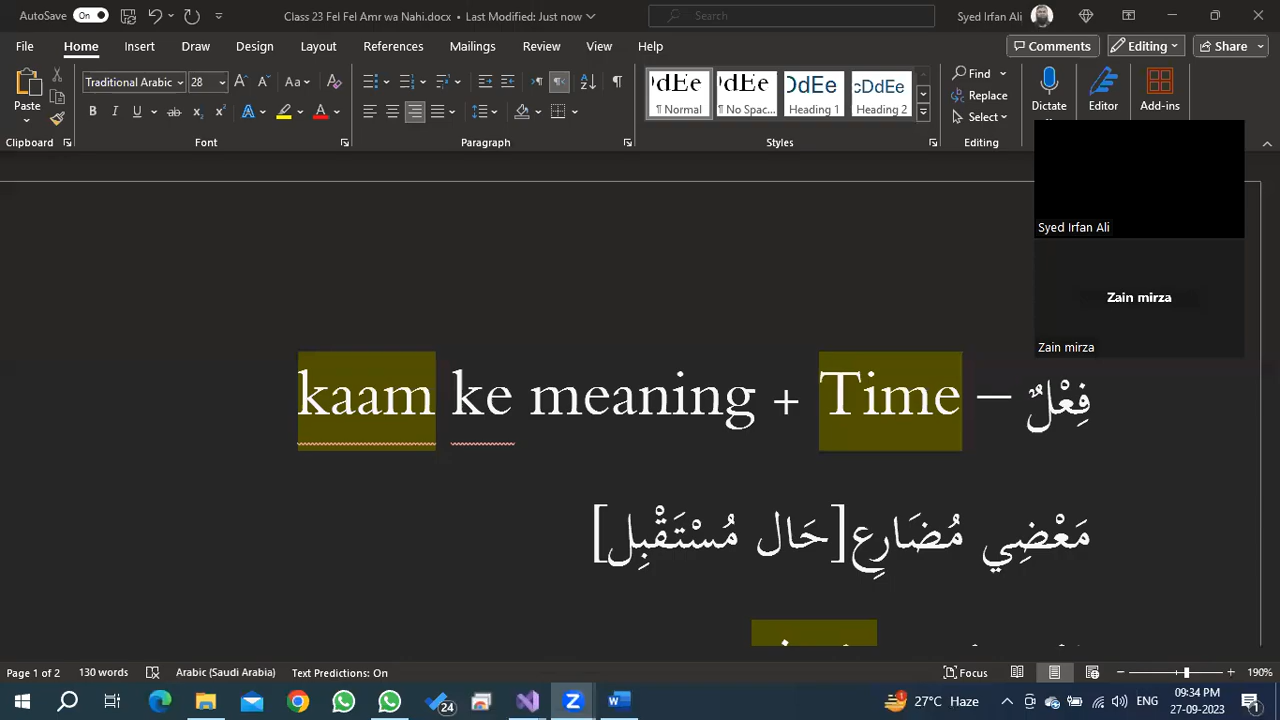 AutoSave On Class 23 Fel Fel Amr wa Nahi.docx • Last Modified: Just now Search Syed Irfan Ali
File Home Insert Draw Design Layout References Mailings Review View Help Comments Editing Share
Paste Traditional Arabic 28 Aa B I U ab x x A A ¶ Normal ¶ No Spac... Heading 1 Heading 2 Find Replace Select Dictate Editor Add-ins
Clipboard Font Paragraph Styles Editing
Syed Irfan Ali
Zain mirza
Zain mirza
فِعْلٌ – Time + kaam ke meaning
مَعْضِي مُضَارِع[حَال مُسْتَقْبِل]
Page 1 of 2 130 words Arabic (Saudi Arabia) Text Predictions: On Focus 190%
24 27°C Haze ENG 09:34 PM 27-09-2023